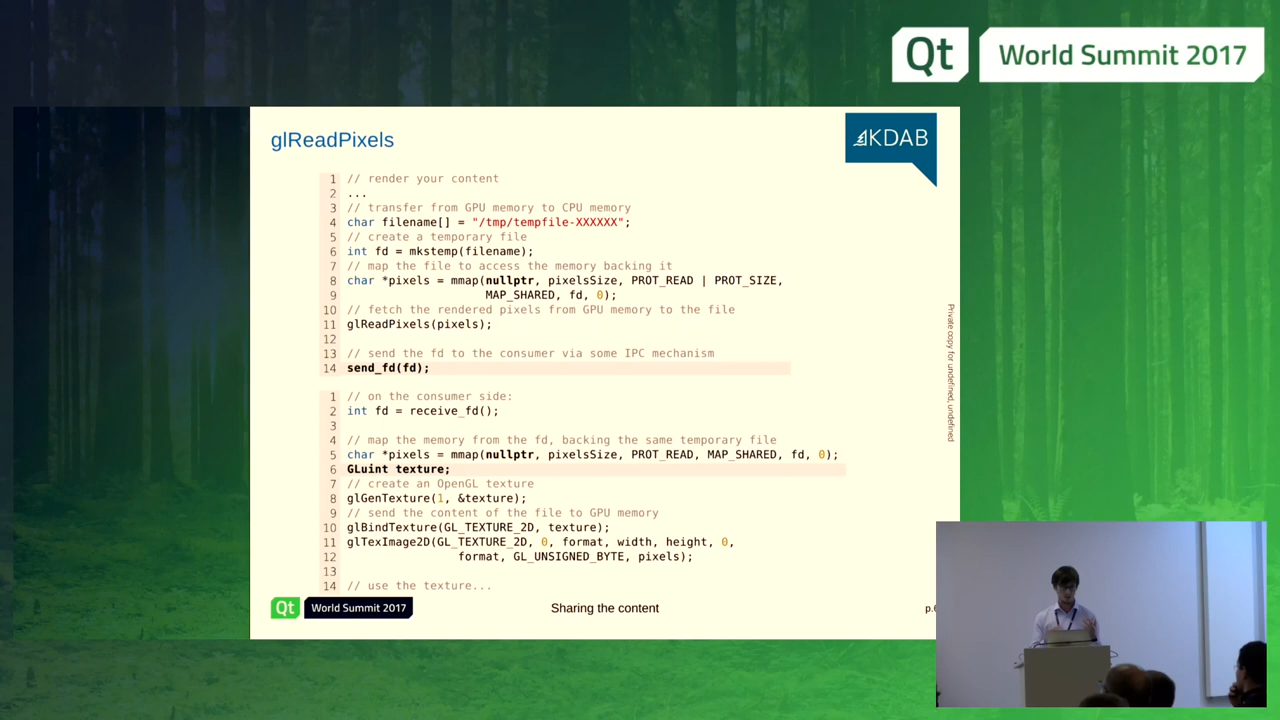 Qt World Summit 2017
glReadPixels
KDAB
1 // render your content
2 ...
3 // transfer from GPU memory to CPU memory
4 char filename[] = "/tmp/tempfile-XXXXXX";
5 // create a temporary file
6 int fd = mkstemp(filename);
7 // map the file to access the memory backing it
8 char *pixels = mmap(nullptr, pixelsSize, PROT_READ | PROT_SIZE,
9 MAP_SHARED, fd, 0);
10 // fetch the rendered pixels from GPU memory to the file
11 glReadPixels(pixels);
12
13 // send the fd to the consumer via some IPC mechanism
14 send_fd(fd);
1 // on the consumer side:
2 int fd = receive_fd();
3
4 // map the memory from the fd, backing the same temporary file
5 char *pixels = mmap(nullptr, pixelsSize, PROT_READ, MAP_SHARED, fd, 0);
6 GLuint texture;
7 // create an OpenGL texture
8 glGenTexture(1, &texture);
9 // send the content of the file to GPU memory
10 glBindTexture(GL_TEXTURE_2D, texture);
11 glTexImage2D(GL_TEXTURE_2D, 0, format, width, height, 0,
12 format, GL_UNSIGNED_BYTE, pixels);
13
14 // use the texture...
Private copy for undefined, undefined
Qt World Summit 2017
Sharing the content